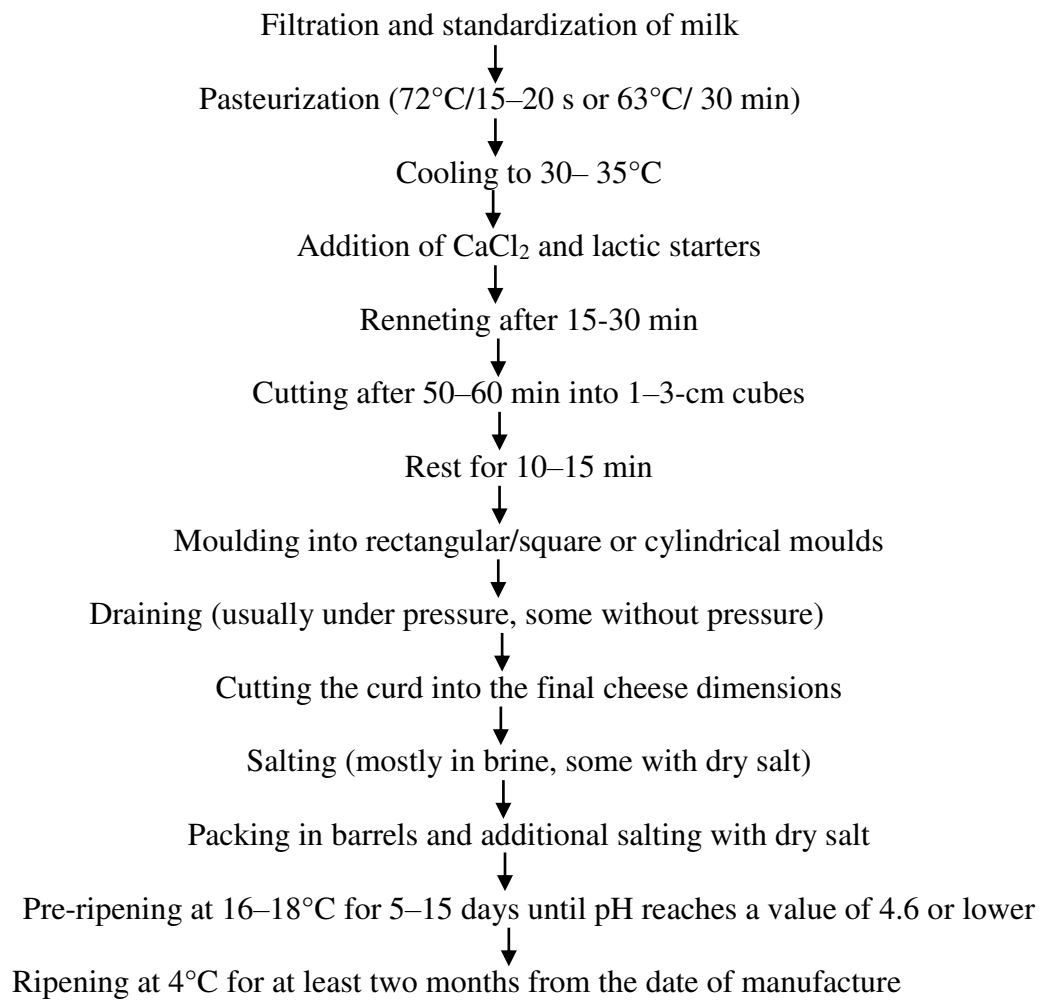 Filtration and standardization of milk
Pasteurization (72°C/15–20 s or 63°C/ 30 min)
Cooling to 30– 35°C
Addition of CaCl₂ and lactic starters
Renneting after 15-30 min
Cutting after 50–60 min into 1–3-cm cubes
Rest for 10–15 min
Moulding into rectangular/square or cylindrical moulds
Draining (usually under pressure, some without pressure)
Cutting the curd into the final cheese dimensions
Salting (mostly in brine, some with dry salt)
Packing in barrels and additional salting with dry salt
Pre-ripening at 16–18°C for 5–15 days until pH reaches a value of 4.6 or lower
Ripening at 4°C for at least two months from the date of manufacture